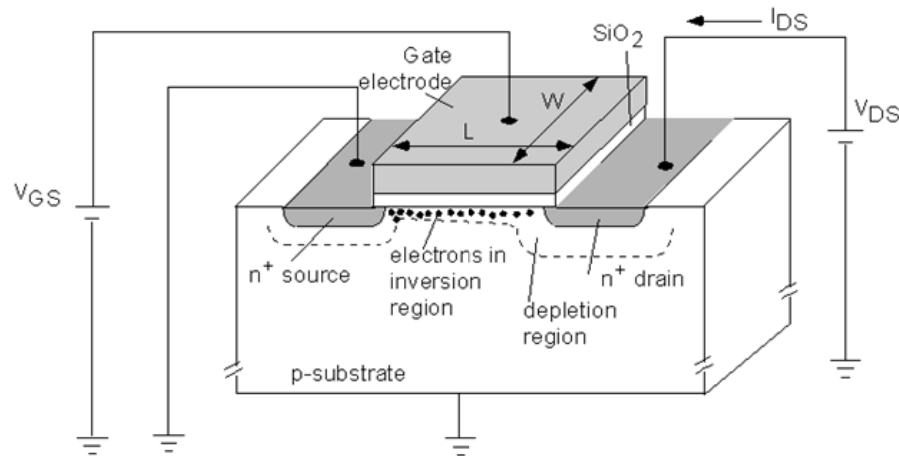 I_DS
SiO₂
Gate
electrode
W
L
V_DS
V_GS
n⁺ source
electrons in
inversion
region
n⁺ drain
depletion
region
p-substrate